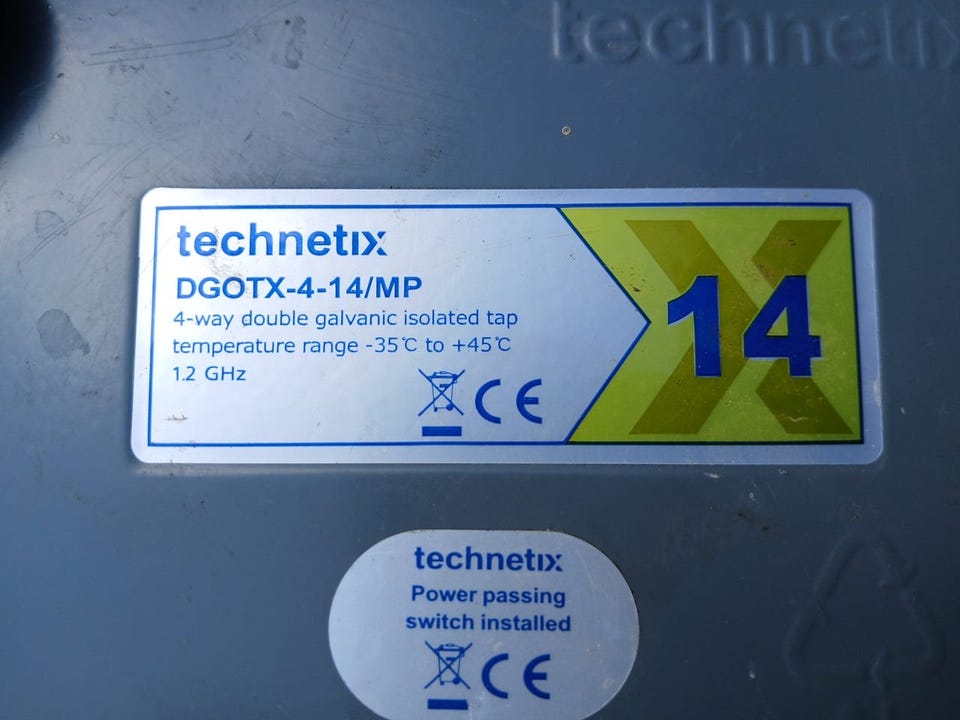 technetix
technetix
DGOTX-4-14/MP
4-way double galvanic isolated tap
temperature range -35℃ to +45℃
1.2 GHz
CE
X
14
technetix
Power passing
switch installed
CE